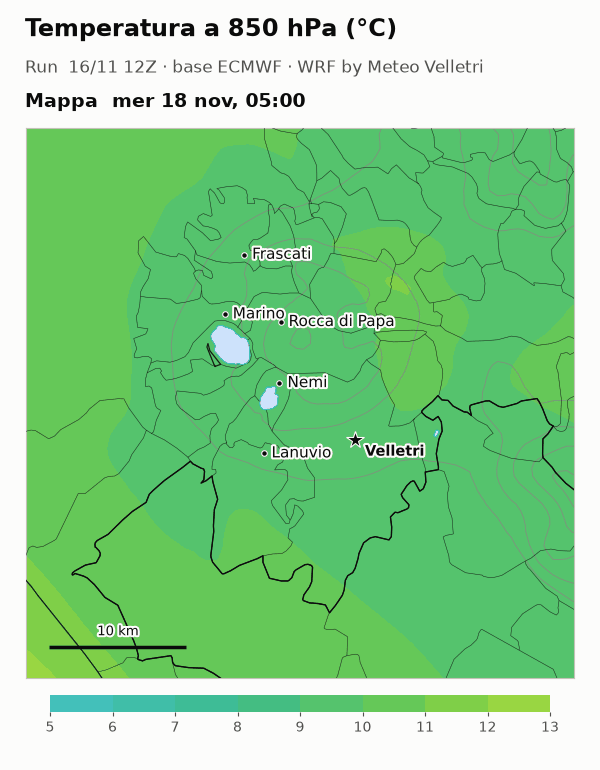 Temperatura a 850 hPa (°C)
Run  16/11 12Z · base ECMWF · WRF by Meteo Velletri
Mappa  mer 18 nov, 05:00
Frascati
Marino
Rocca di Papa
Nemi
Lanuvio
Velletri
10 km
5 6 7 8 9 10 11 12 13